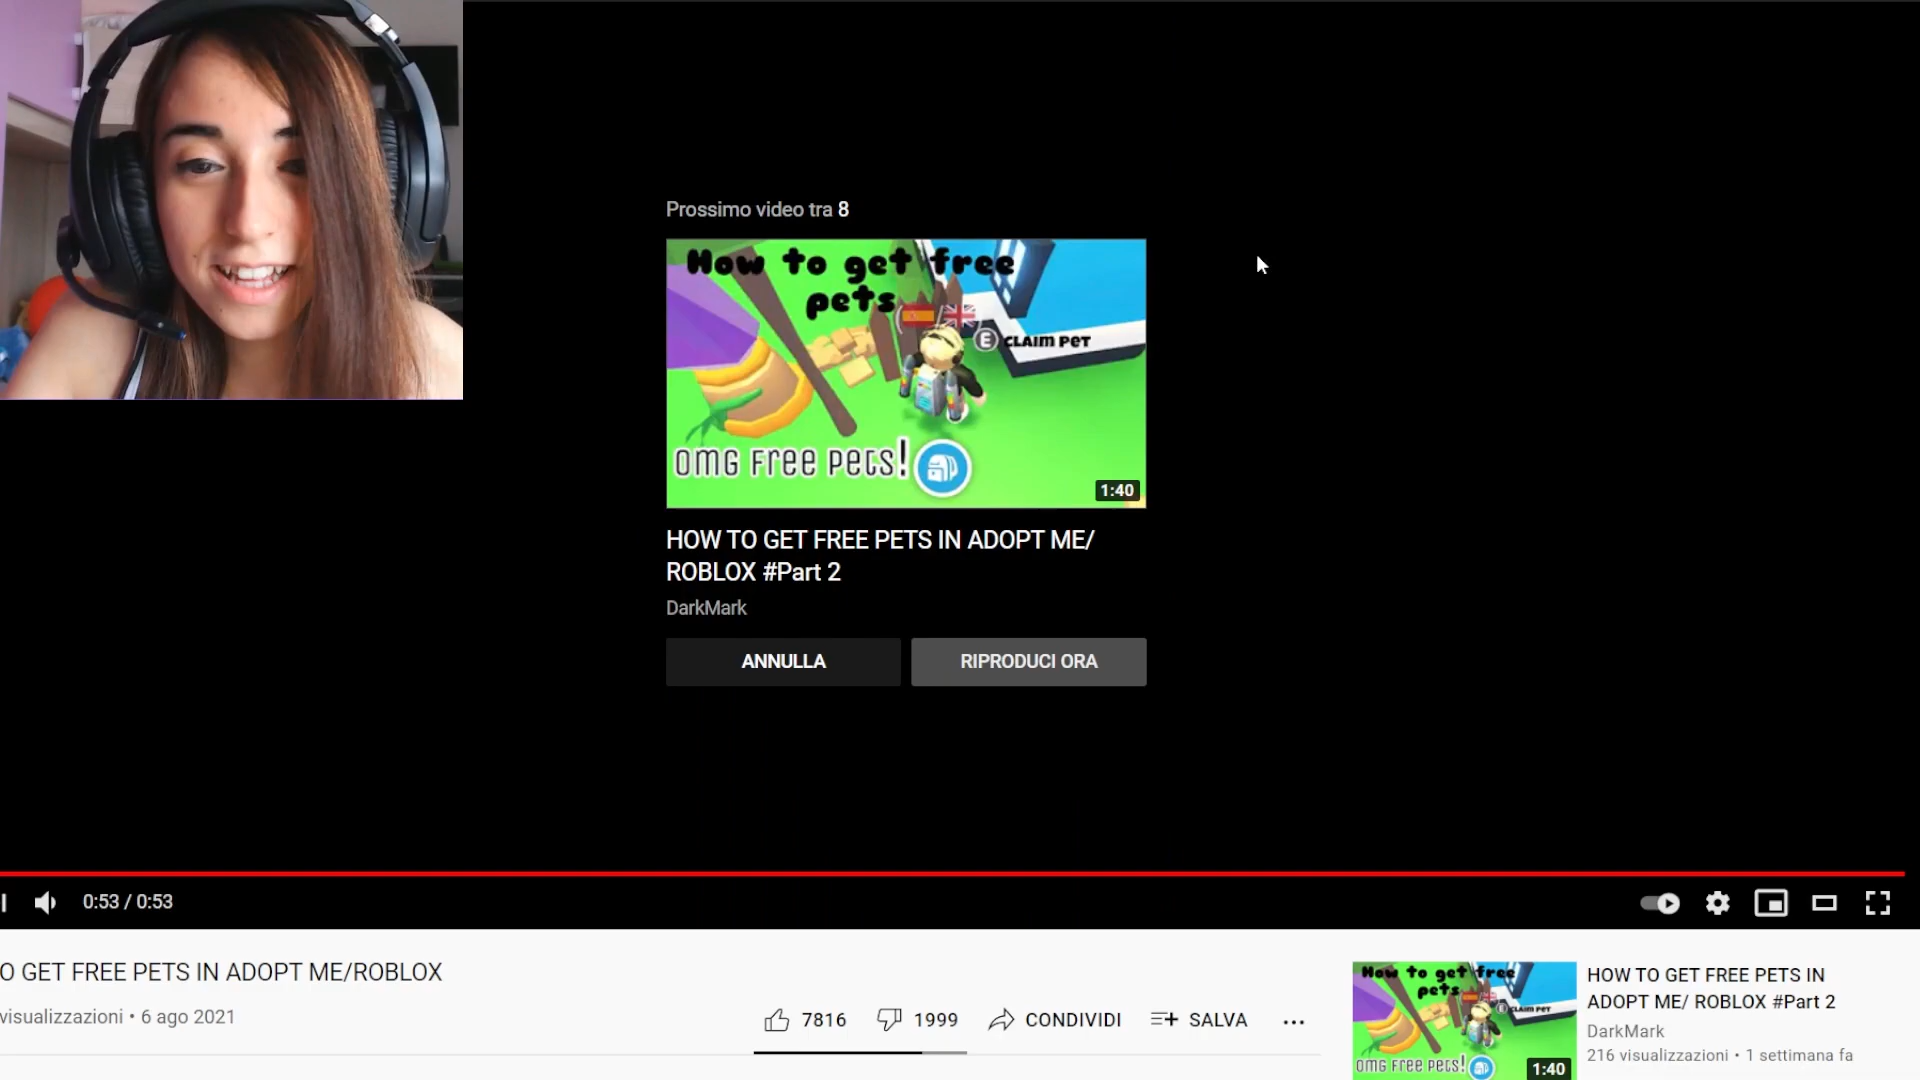 Prossimo video tra 8
How to get free
pets
E CLAIM PET
OMG FREE PETS!
1:40
HOW TO GET FREE PETS IN ADOPT ME/
ROBLOX #Part 2
DarkMark
ANNULLA
RIPRODUCI ORA
0:53 / 0:53
O GET FREE PETS IN ADOPT ME/ROBLOX
visualizzazioni • 6 ago 2021
7816
1999
CONDIVIDI
SALVA
How to get free
pets
E CLAIM PET
OMG FREE PETS!
1:40
HOW TO GET FREE PETS IN
ADOPT ME/ ROBLOX #Part 2
DarkMark
216 visualizzazioni • 1 settimana fa